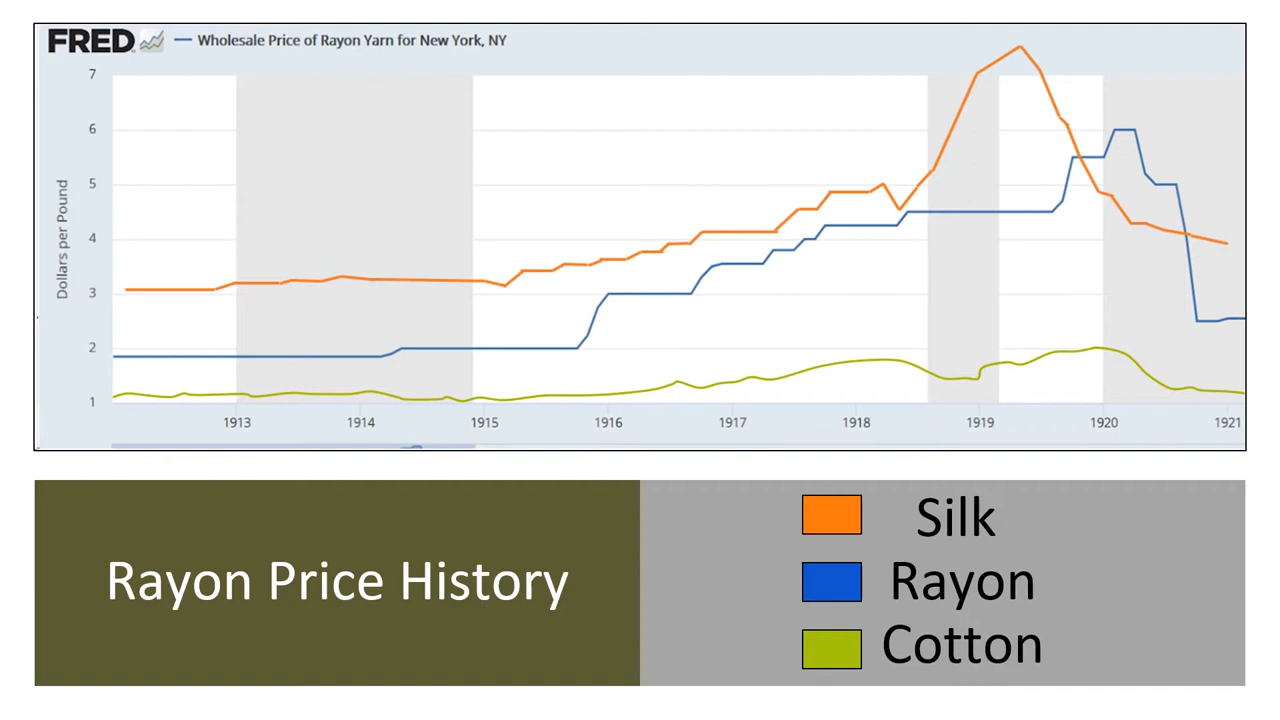 FRED Wholesale Price of Rayon Yarn for New York, NY
7
6
5
4
3
2
1
Dollars per Pound
1913 1914 1915 1916 1917 1918 1919 1920 1921
Rayon Price History
Silk
Rayon
Cotton